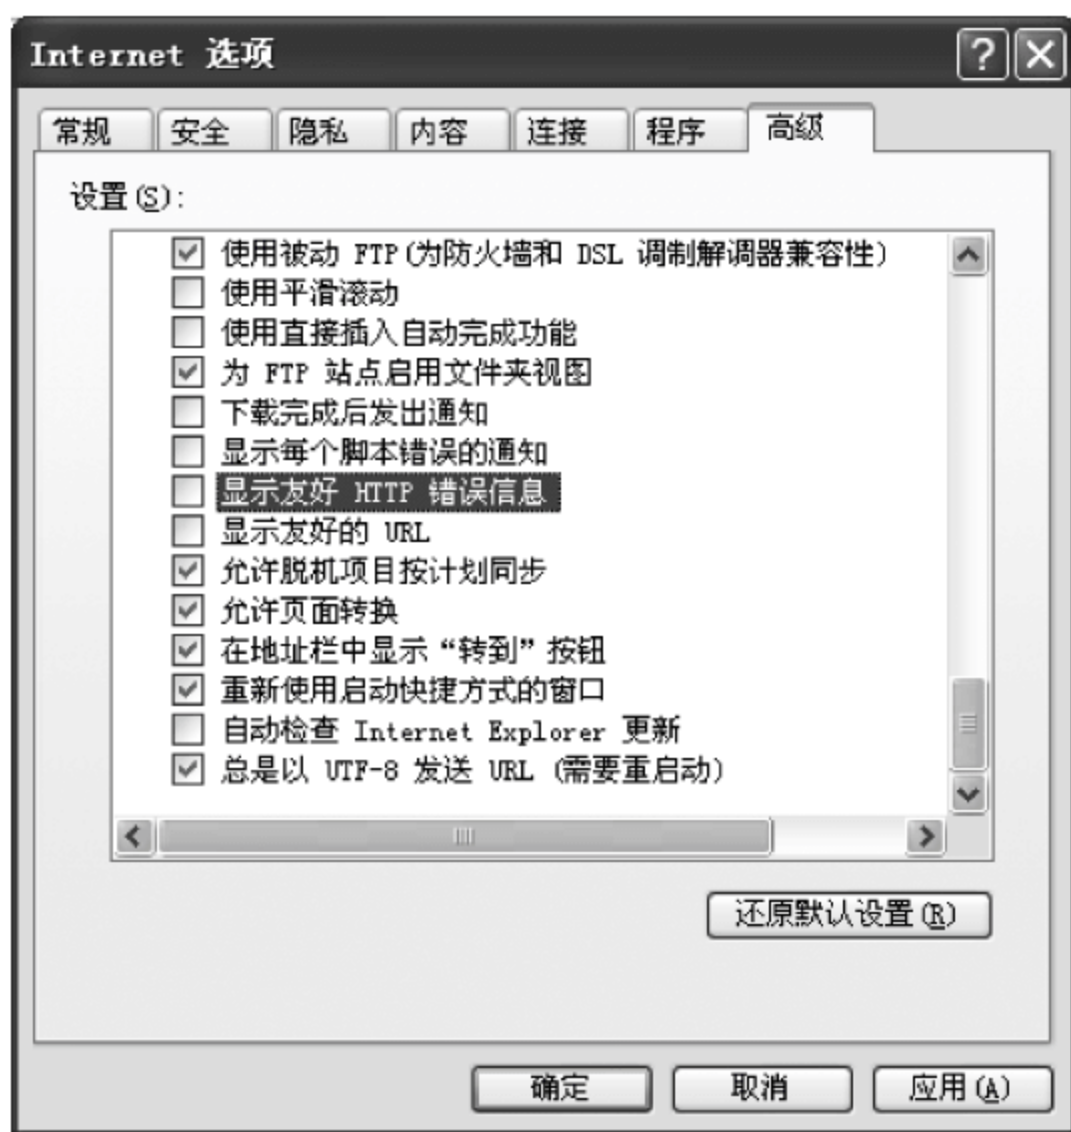 Internet 选项
常规 安全 隐私 内容 连接 程序 高级
设置(S):
使用被动 FTP(为防火墙和 DSL 调制解调器兼容性)
使用平滑滚动
使用直接插入自动完成功能
为 FTP 站点启用文件夹视图
下载完成后发出通知
显示每个脚本错误的通知
显示友好 HTTP 错误信息
显示友好的 URL
允许脱机项目按计划同步
允许页面转换
在地址栏中显示“转到”按钮
重新使用启动快捷方式的窗口
自动检查 Internet Explorer 更新
总是以 UTF-8 发送 URL (需要重启动)
还原默认设置(R)
确定 取消 应用(A)